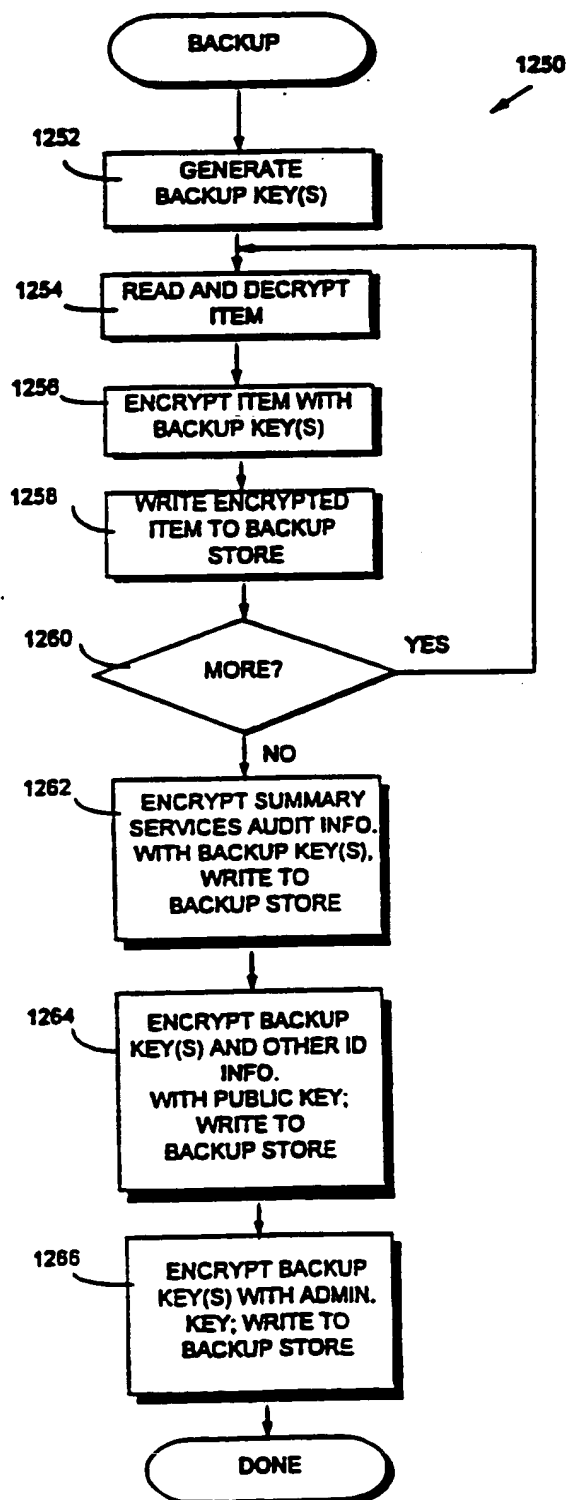 BACKUP
1250
1252
GENERATE
BACKUP KEY(S)
1254
READ AND DECRYPT
ITEM
1256
ENCRYPT ITEM WITH
BACKUP KEY(S)
1258
WRITE ENCRYPTED
ITEM TO BACKUP
STORE
1260
MORE?
YES
NO
1262
ENCRYPT SUMMARY
SERVICES AUDIT INFO.
WITH BACKUP KEY(S),
WRITE TO
BACKUP STORE
1264
ENCRYPT BACKUP
KEY(S) AND OTHER ID
INFO.
WITH PUBLIC KEY;
WRITE TO
BACKUP STORE
1266
ENCRYPT BACKUP
KEY(S) WITH ADMIN.
KEY; WRITE TO
BACKUP STORE
DONE